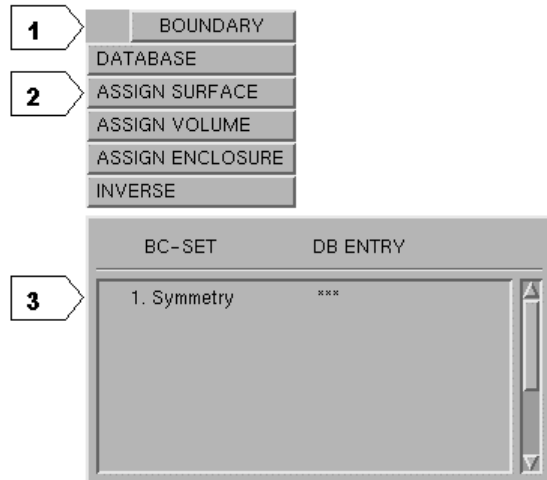 1 BOUNDARY
DATABASE
2 ASSIGN SURFACE
ASSIGN VOLUME
ASSIGN ENCLOSURE
INVERSE
BC-SET DB ENTRY
3 1. Symmetry ***